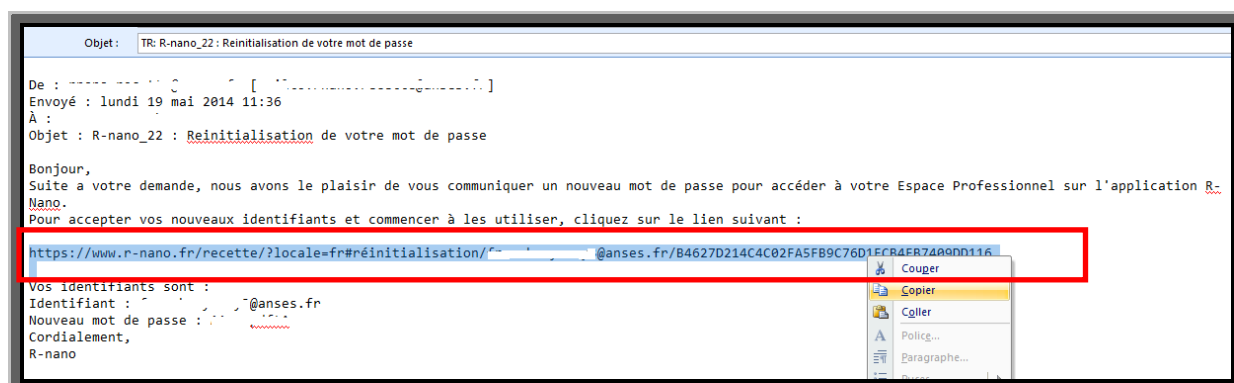 Objet : TR: R-nano_22 : Reinitialisation de votre mot de passe
De : [ ]
Envoyé : lundi 19 mai 2014 11:36
À :
Objet : R-nano_22 : Reinitialisation de votre mot de passe
Bonjour,
Suite a votre demande, nous avons le plaisir de vous communiquer un nouveau mot de passe pour accéder à votre Espace Professionnel sur l'application R-
Nano.
Pour accepter vos nouveaux identifiants et commencer à les utiliser, cliquez sur le lien suivant :
https://www.r-nano.fr/recette/?locale=fr#réinitialisation/ @anses.fr/B4627D214C4C02FA5FB9C76D1FCB4FB7409DD116
Vos identifiants sont :
Identifiant : @anses.fr
Nouveau mot de passe :
Cordialement,
R-nano
Couper
Copier
Coller
Police...
Paragraphe...
Puces